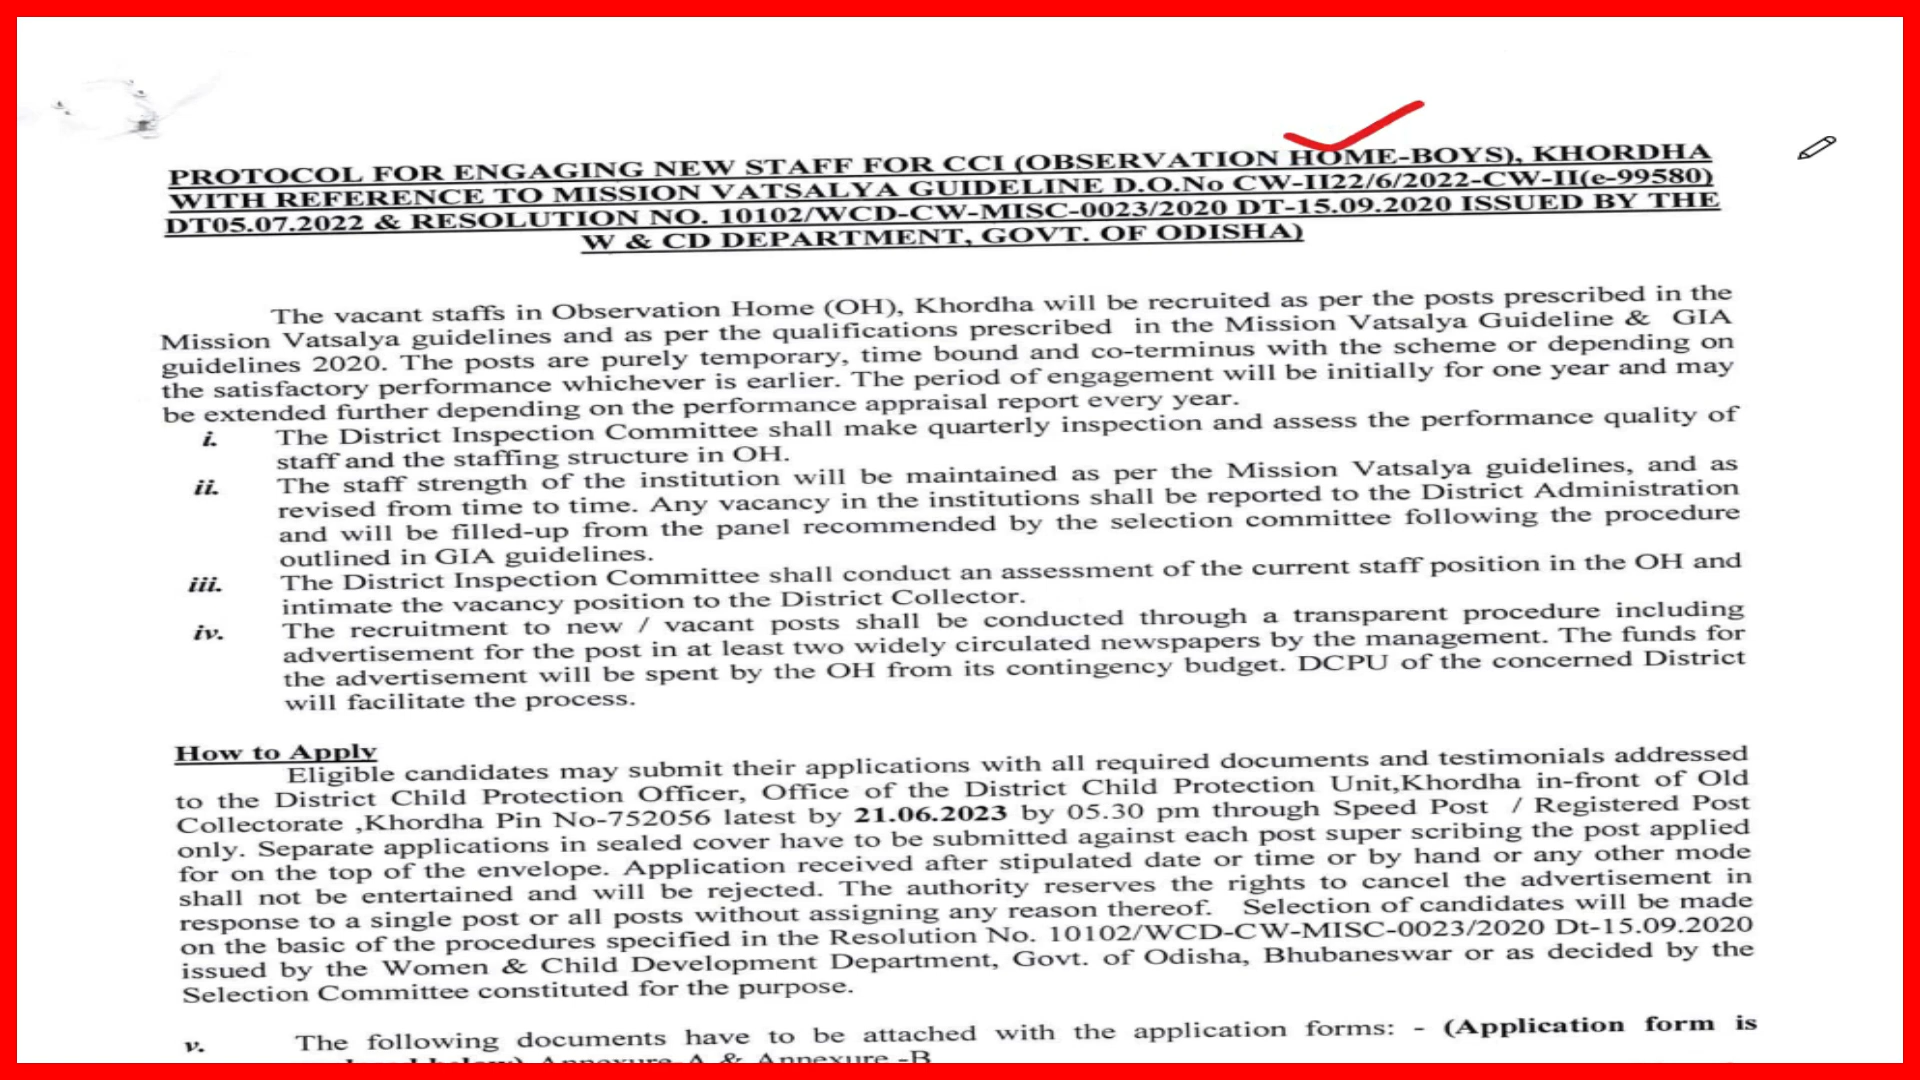 PROTOCOL FOR ENGAGING NEW STAFF FOR CCI (OBSERVATION HOME-BOYS), KHORDHA
WITH REFERENCE TO MISSION VATSALYA GUIDELINE D.O.No CW-II22/6/2022-CW-II(e-99580)
DT05.07.2022 & RESOLUTION NO. 10102/WCD-CW-MISC-0023/2020 DT-15.09.2020 ISSUED BY THE
W & CD DEPARTMENT, GOVT. OF ODISHA)
The vacant staffs in Observation Home (OH), Khordha will be recruited as per the posts prescribed in the
Mission Vatsalya guidelines and as per the qualifications prescribed in the Mission Vatsalya Guideline & GIA
guidelines 2020. The posts are purely temporary, time bound and co-terminus with the scheme or depending on
the satisfactory performance whichever is earlier. The period of engagement will be initially for one year and may
be extended further depending on the performance appraisal report every year.
i. The District Inspection Committee shall make quarterly inspection and assess the performance quality of
staff and the staffing structure in OH.
ii. The staff strength of the institution will be maintained as per the Mission Vatsalya guidelines, and as
revised from time to time. Any vacancy in the institutions shall be reported to the District Administration
and will be filled-up from the panel recommended by the selection committee following the procedure
outlined in GIA guidelines.
iii. The District Inspection Committee shall conduct an assessment of the current staff position in the OH and
intimate the vacancy position to the District Collector.
iv. The recruitment to new / vacant posts shall be conducted through a transparent procedure including
advertisement for the post in at least two widely circulated newspapers by the management. The funds for
the advertisement will be spent by the OH from its contingency budget. DCPU of the concerned District
will facilitate the process.
How to Apply
Eligible candidates may submit their applications with all required documents and testimonials addressed
to the District Child Protection Officer, Office of the District Child Protection Unit,Khordha in-front of Old
Collectorate ,Khordha Pin No-752056 latest by 21.06.2023 by 05.30 pm through Speed Post / Registered Post
only. Separate applications in sealed cover have to be submitted against each post super scribing the post applied
for on the top of the envelope. Application received after stipulated date or time or by hand or any other mode
shall not be entertained and will be rejected. The authority reserves the rights to cancel the advertisement in
response to a single post or all posts without assigning any reason thereof. Selection of candidates will be made
on the basic of the procedures specified in the Resolution No. 10102/WCD-CW-MISC-0023/2020 Dt-15.09.2020
issued by the Women & Child Development Department, Govt. of Odisha, Bhubaneswar or as decided by the
Selection Committee constituted for the purpose.
v. The following documents have to be attached with the application forms: - (Application form is
below) Annexure-A & Annexure -B